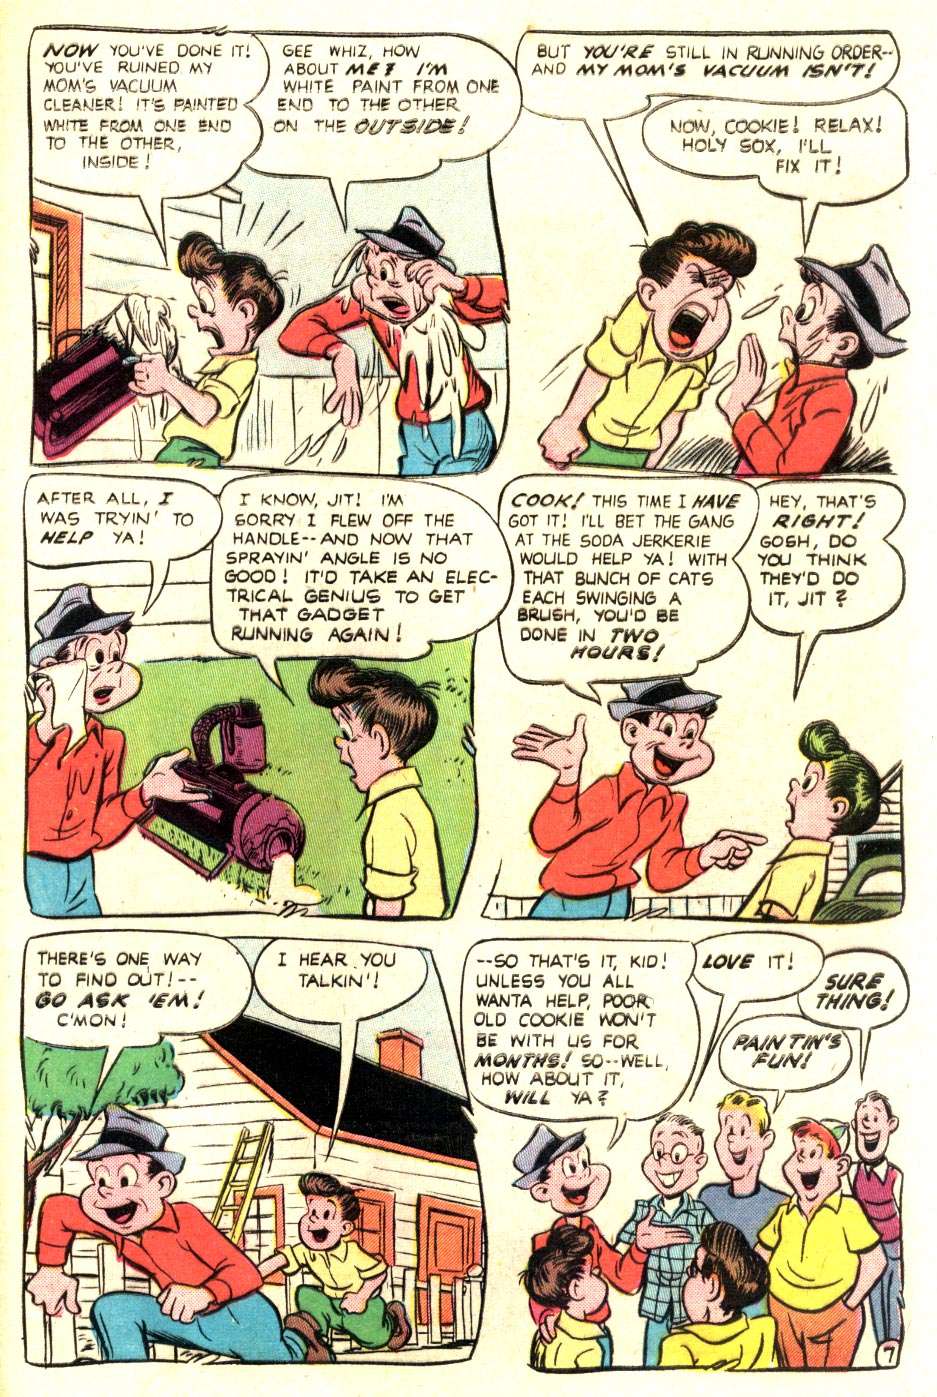 NOW YOU'VE DONE IT!
YOU'VE RUINED MY
MOM'S VACUUM
CLEANER! IT'S PAINTED
WHITE FROM ONE END
TO THE OTHER,
INSIDE!
GEE WHIZ, HOW
ABOUT ME? I'M
WHITE PAINT FROM ONE
END TO THE OTHER
ON THE OUTSIDE!
BUT YOU'RE STILL IN RUNNING ORDER--
AND MY MOM'S VACUUM ISN'T!
NOW, COOKIE! RELAX!
HOLY SOX, I'LL
FIX IT!
AFTER ALL, I
WAS TRYIN' TO
HELP YA!
I KNOW, JIT! I'M
SORRY I FLEW OFF THE
HANDLE--AND NOW THAT
SPRAYIN' ANGLE IS NO
GOOD! IT'D TAKE AN ELEC-
TRICAL GENIUS TO GET
THAT GADGET
RUNNING AGAIN!
COOK! THIS TIME I HAVE
GOT IT! I'LL BET THE GANG
AT THE SODA JERKERIE
WOULD HELP YA! WITH
THAT BUNCH OF CATS
EACH SWINGING A
BRUSH, YOU'D BE
DONE IN TWO
HOURS!
HEY, THAT'S
RIGHT!
GOSH, DO
YOU THINK
THEY'D DO
IT, JIT?
THERE'S ONE WAY
TO FIND OUT!--
GO ASK 'EM!
C'MON!
I HEAR YOU
TALKIN'!
--SO THAT'S IT, KID!
UNLESS YOU ALL
WANTA HELP, POOR
OLD COOKIE WON'T
BE WITH US FOR
MONTHS! SO--WELL,
HOW ABOUT IT,
WILL YA?
LOVE IT!
PAINTIN'S
FUN!
SURE
THING!
7